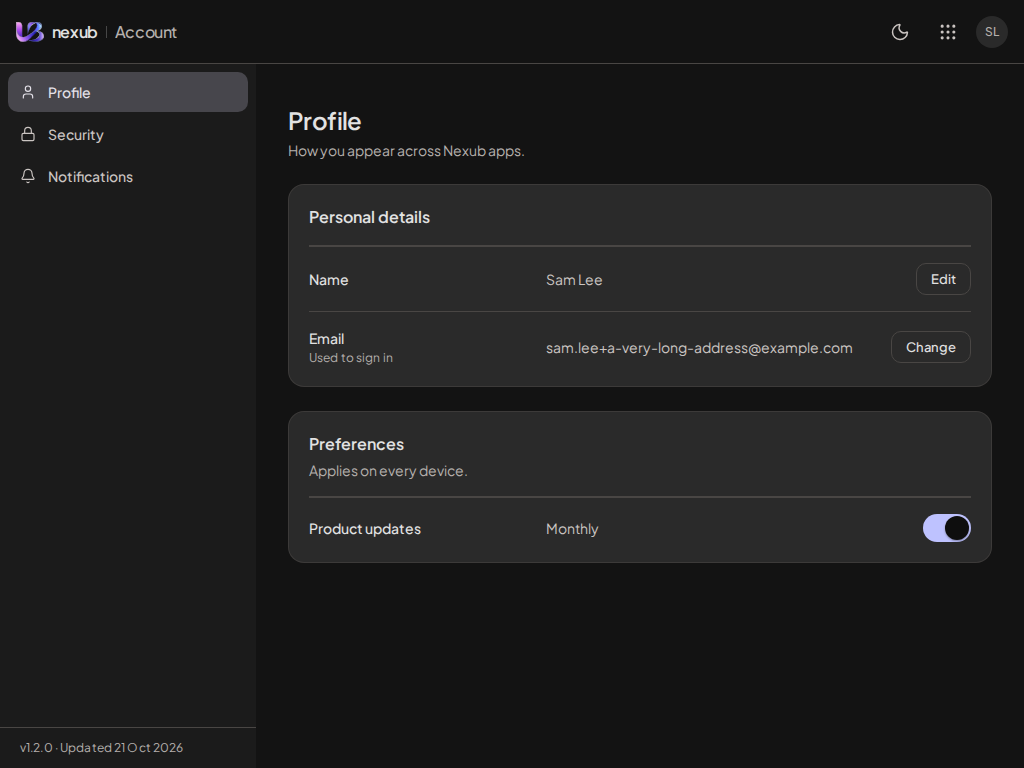 nexub | Account
SL
Profile
Security
Notifications
Profile
How you appear across Nexub apps.
Personal details
Name
Sam Lee
Edit
Email
Used to sign in
sam.lee+a-very-long-address@example.com
Change
Preferences
Applies on every device.
Product updates
Monthly
v1.2.0 · Updated 21 Oct 2026